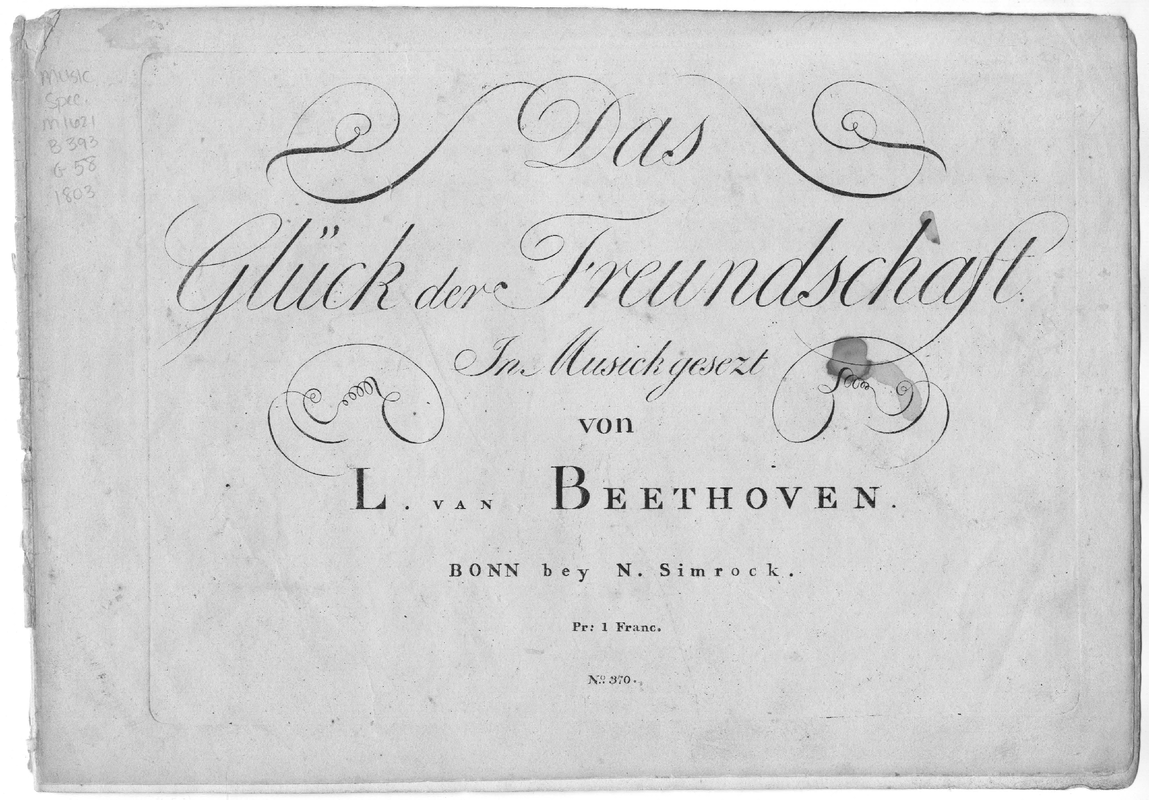 Music
Spec.
M1621
B393
G 58
1803
Das
Glück der Freundschaft.
In Musick gesezt
von
L. VAN BEETHOVEN.
BONN bey N. Simrock.
Pr: 1 Franc.
No. 370.